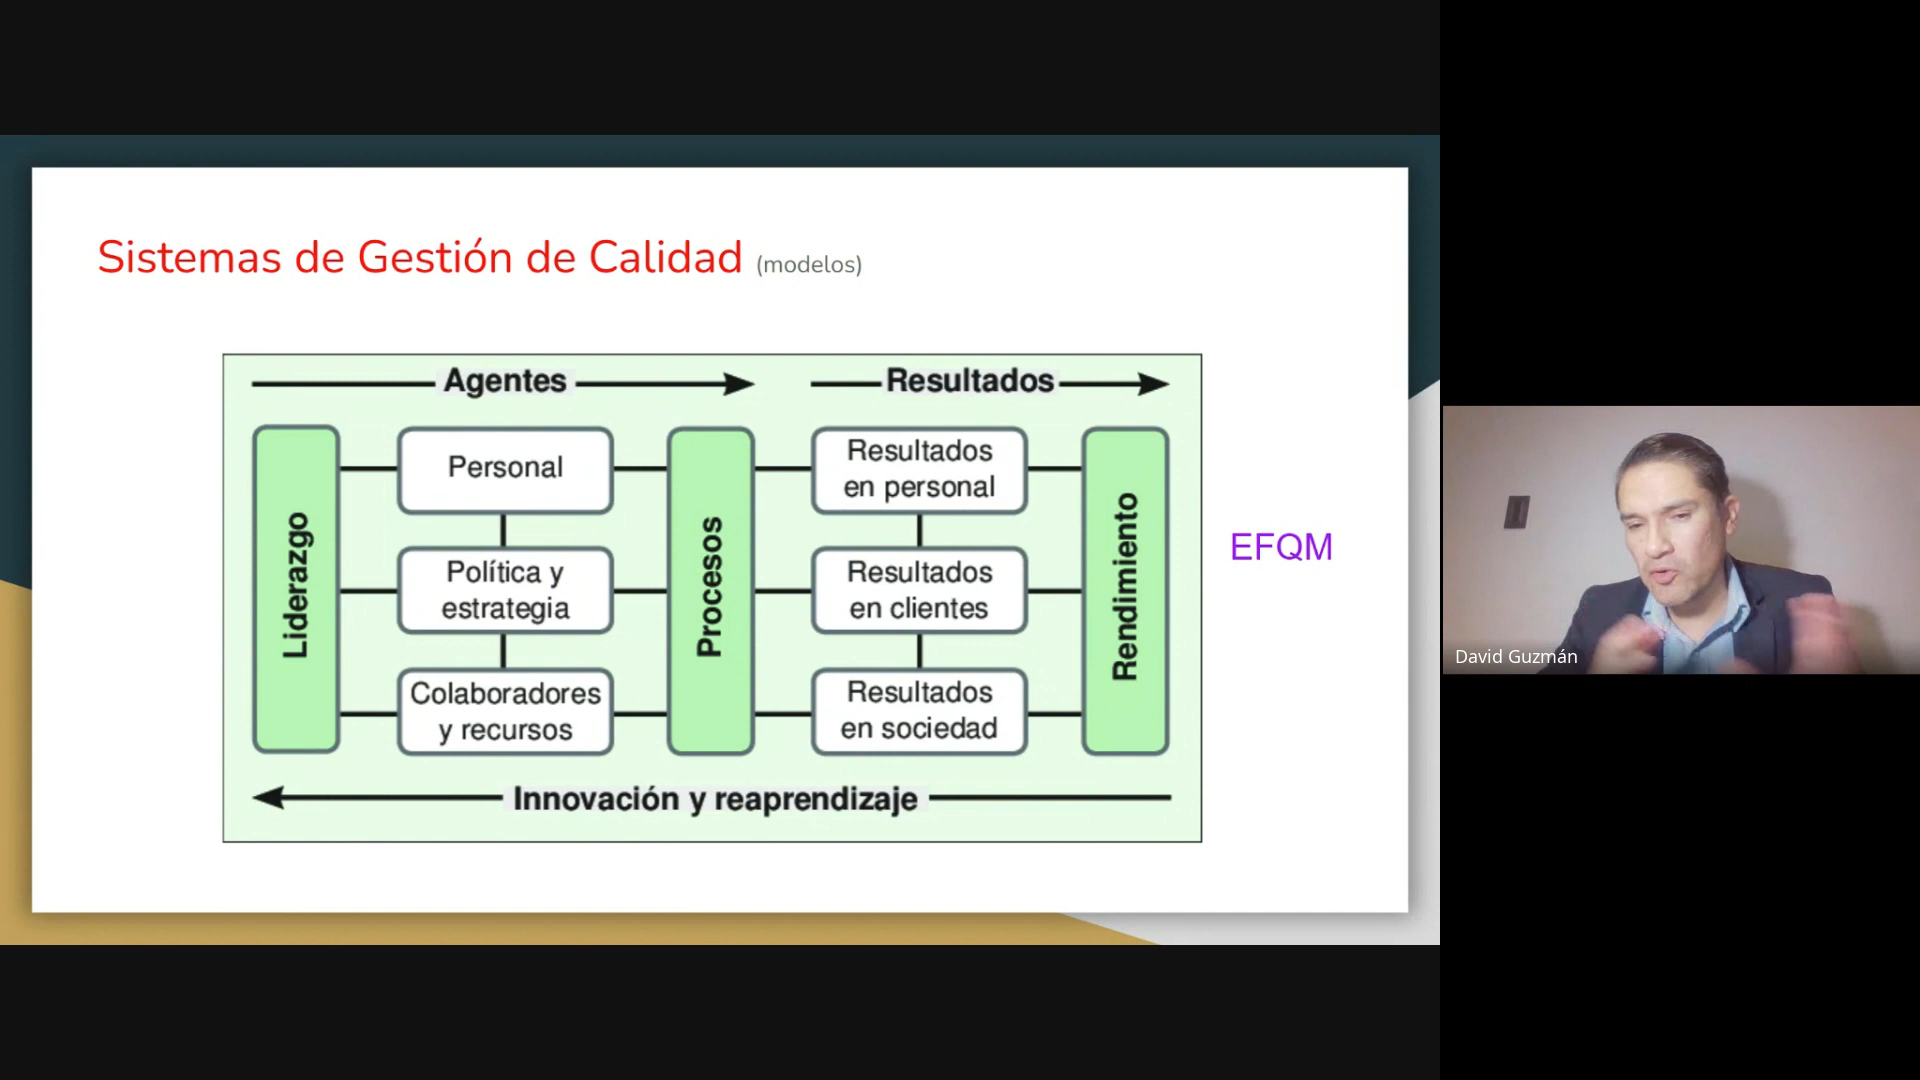 Sistemas de Gestión de Calidad (modelos)
Agentes
Resultados
Liderazgo
Personal
Política y
estrategia
Colaboradores
y recursos
Procesos
Resultados
en personal
Resultados
en clientes
Resultados
en sociedad
Rendimiento
Innovación y reaprendizaje
EFQM
David Guzmán